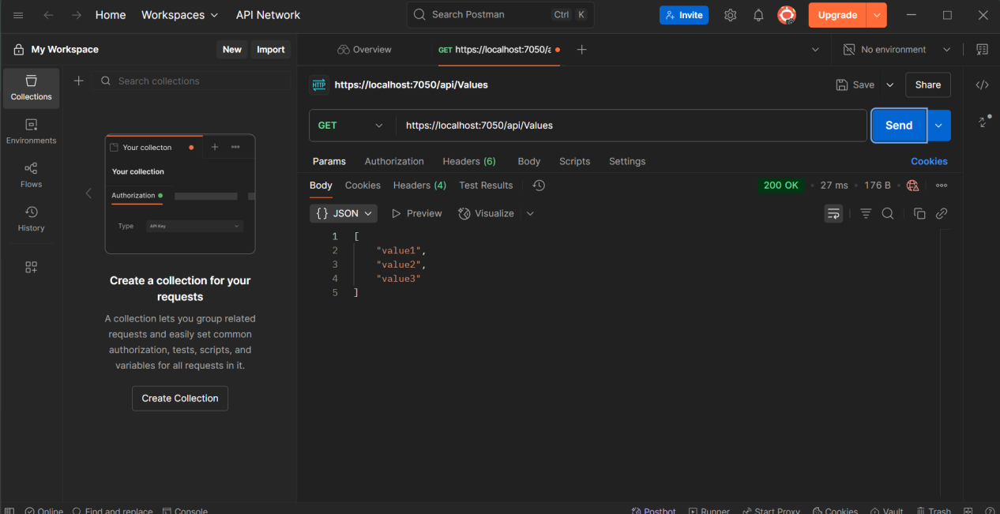 Home Workspaces API Network Search Postman Ctrl K Invite Upgrade
My Workspace New Import Overview GET https://localhost:7050/a No environment
Collections
Search collections
https://localhost:7050/api/Values Save Share
Environments
Flows
History
Your collecton
Your collection
Authorization
Type API Key
Create a collection for your
requests
A collection lets you group related
requests and easily set common
authorization, tests, scripts, and
variables for all requests in it.
Create Collection
GET https://localhost:7050/api/Values Send
Params Authorization Headers (6) Body Scripts Settings Cookies
Body Cookies Headers (4) Test Results 200 OK 27 ms 176 B
{} JSON Preview Visualize
1 [
2 "value1",
3 "value2",
4 "value3"
5 ]
Online Find and replace Console Postbot Runner Start Proxy Cookies Vault Trash